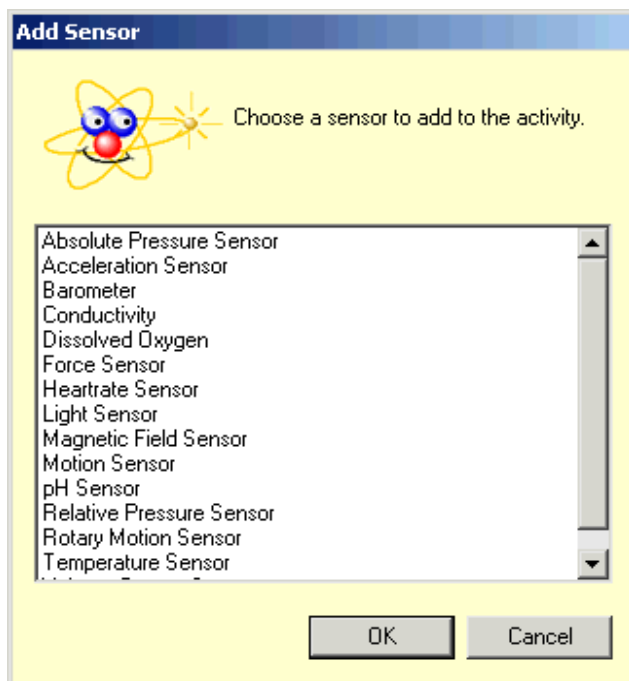 Add Sensor
Choose a sensor to add to the activity.
Absolute Pressure Sensor
Acceleration Sensor
Barometer
Conductivity
Dissolved Oxygen
Force Sensor
Heartrate Sensor
Light Sensor
Magnetic Field Sensor
Motion Sensor
pH Sensor
Relative Pressure Sensor
Rotary Motion Sensor
Temperature Sensor
OK Cancel